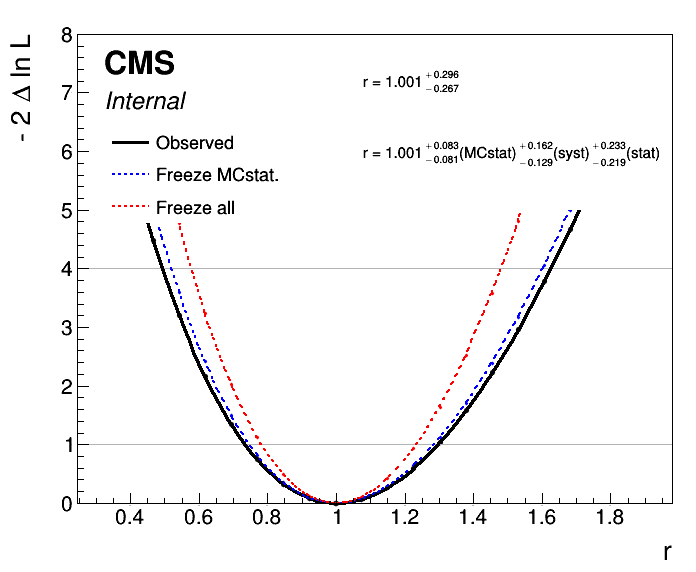 - 2 Δ ln L
8
7
6
5
4
3
2
1
0
CMS
Internal
Observed
Freeze MCstat.
Freeze all
r = 1.001 +0.296 −0.267
r = 1.001 +0.083 −0.081 (MCstat) +0.162 −0.129 (syst) +0.233 −0.219 (stat)
0.4 0.6 0.8 1 1.2 1.4 1.6 1.8
r